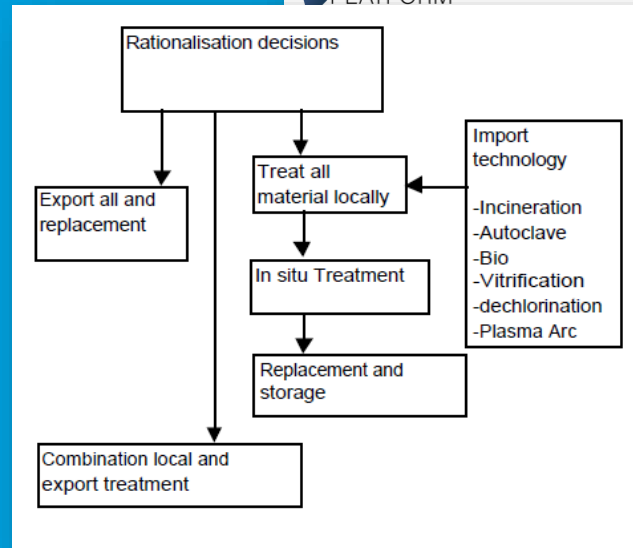 PLATFORM
Rationalisation decisions
Import
technology
-Incineration
-Autoclave
-Bio
-Vitrification
-dechlorination
-Plasma Arc
Treat all
material locally
Export all and
replacement
In situ Treatment
Replacement and
storage
Combination local and
export treatment